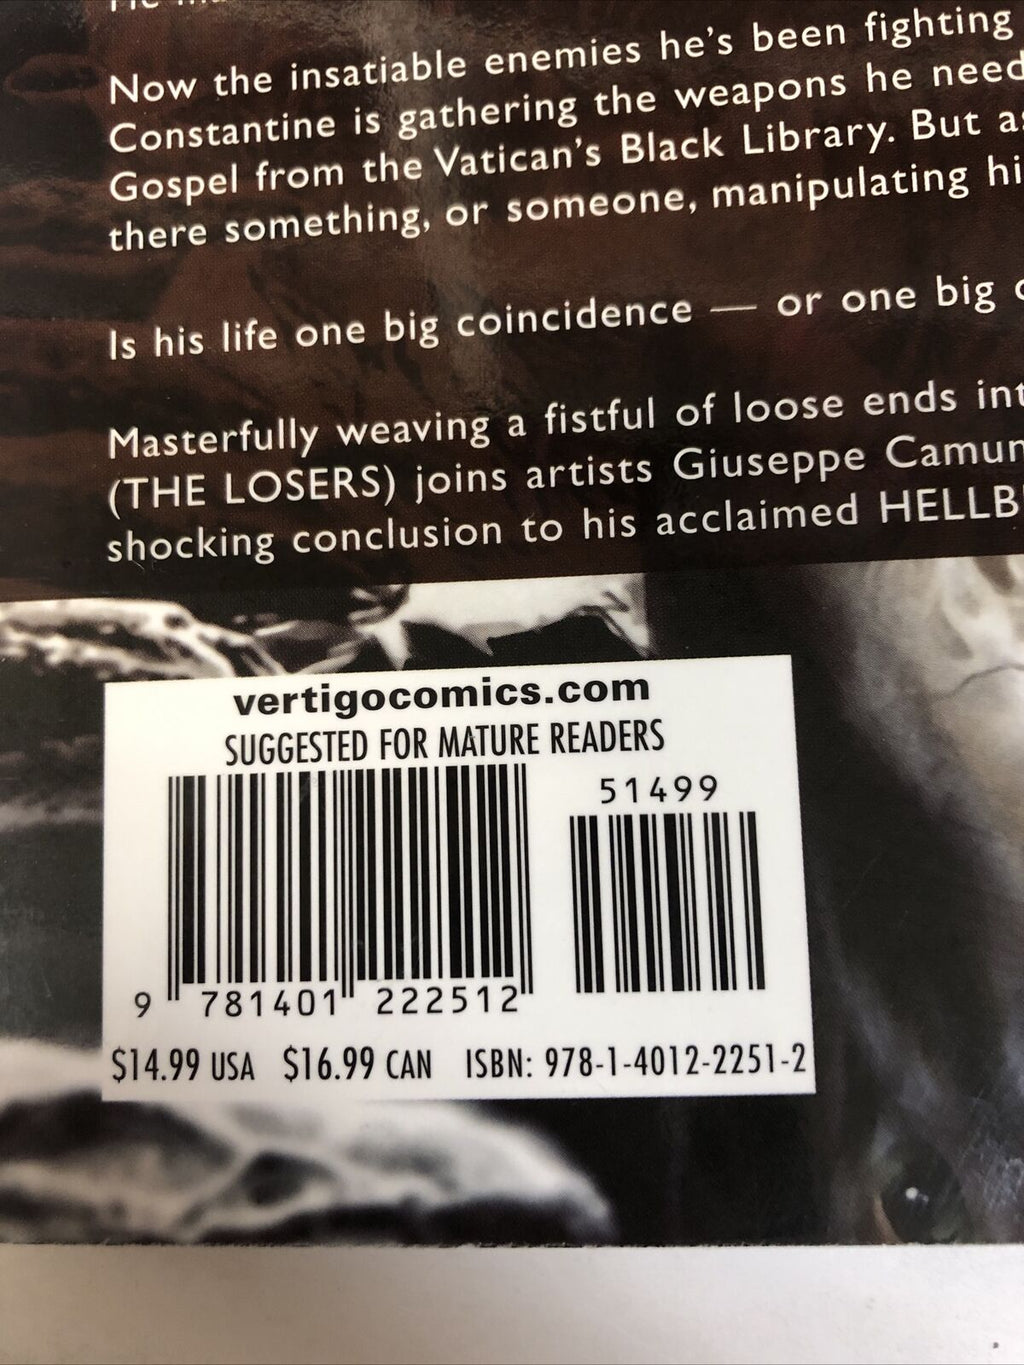 Now the insatiable enemies he's been fighting
Constantine is gathering the weapons he need
Gospel from the Vatican's Black Library. But as
there something, or someone, manipulating hi
Is his life one big coincidence — or one big
Masterfully weaving a fistful of loose ends int
(THE LOSERS) joins artists Giuseppe Camun
shocking conclusion to his acclaimed HELLB
vertigocomics.com
SUGGESTED FOR MATURE READERS
51499
9 781401 222512
$14.99 USA $16.99 CAN ISBN: 978-1-4012-2251-2